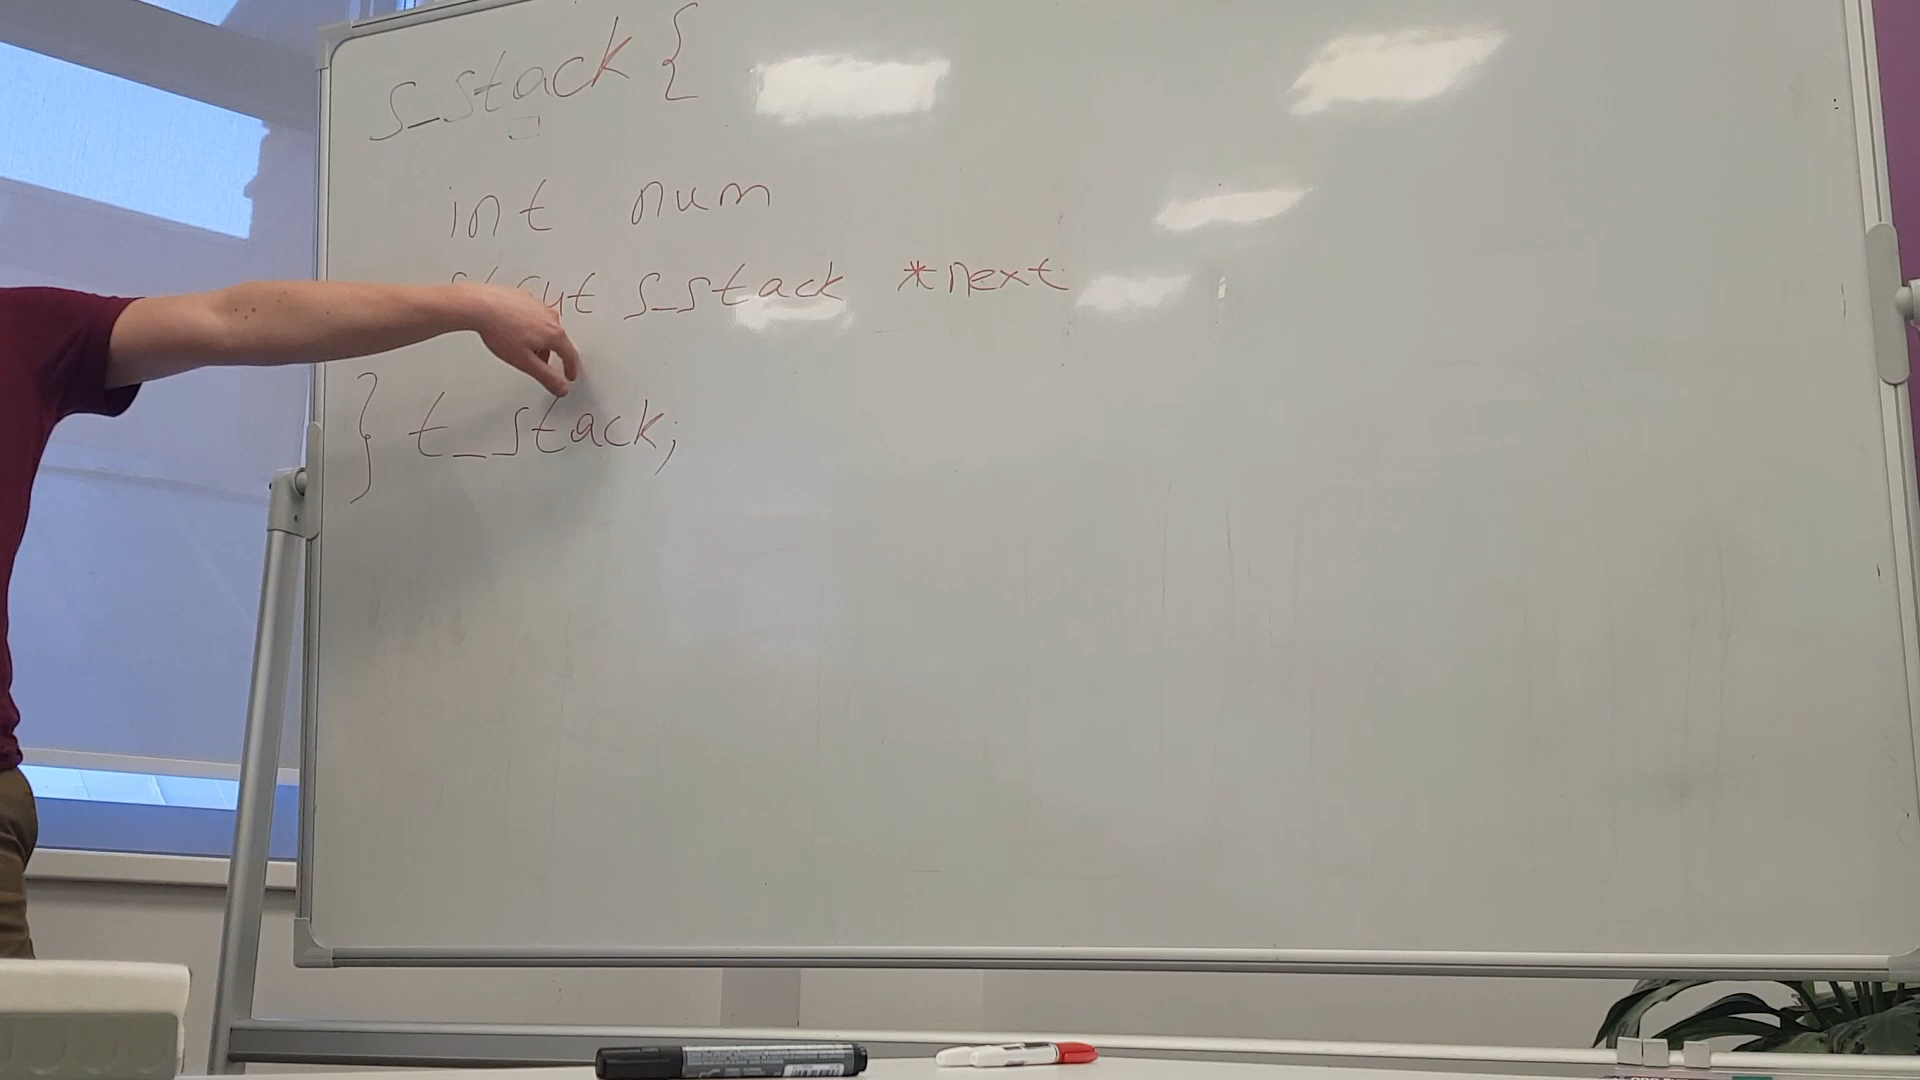 s_stack {
int num
s_stack *next
} t_stack;